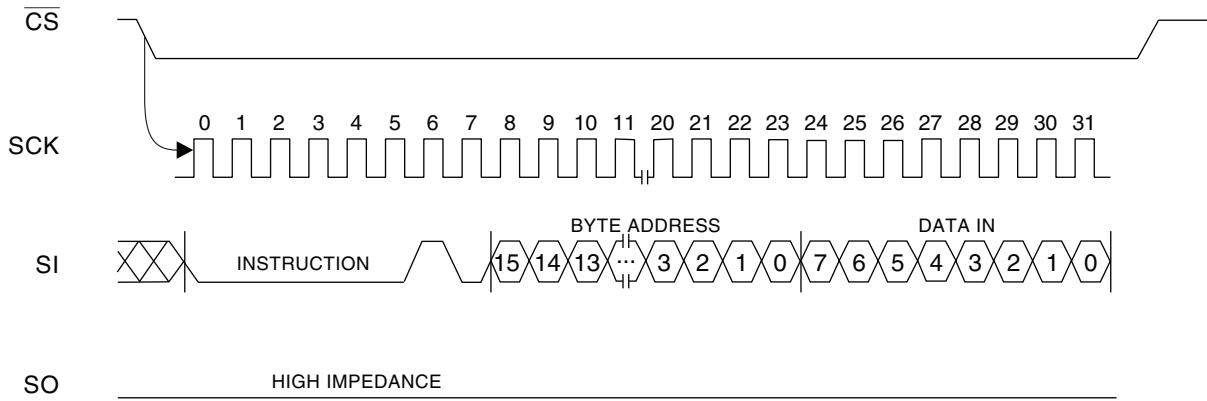 CS
SCK
0 1 2 3 4 5 6 7 8 9 10 11 20 21 22 23 24 25 26 27 28 29 30 31
BYTE ADDRESS
DATA IN
SI
INSTRUCTION
15 14 13 ... 3 2 1 0 7 6 5 4 3 2 1 0
SO
HIGH IMPEDANCE